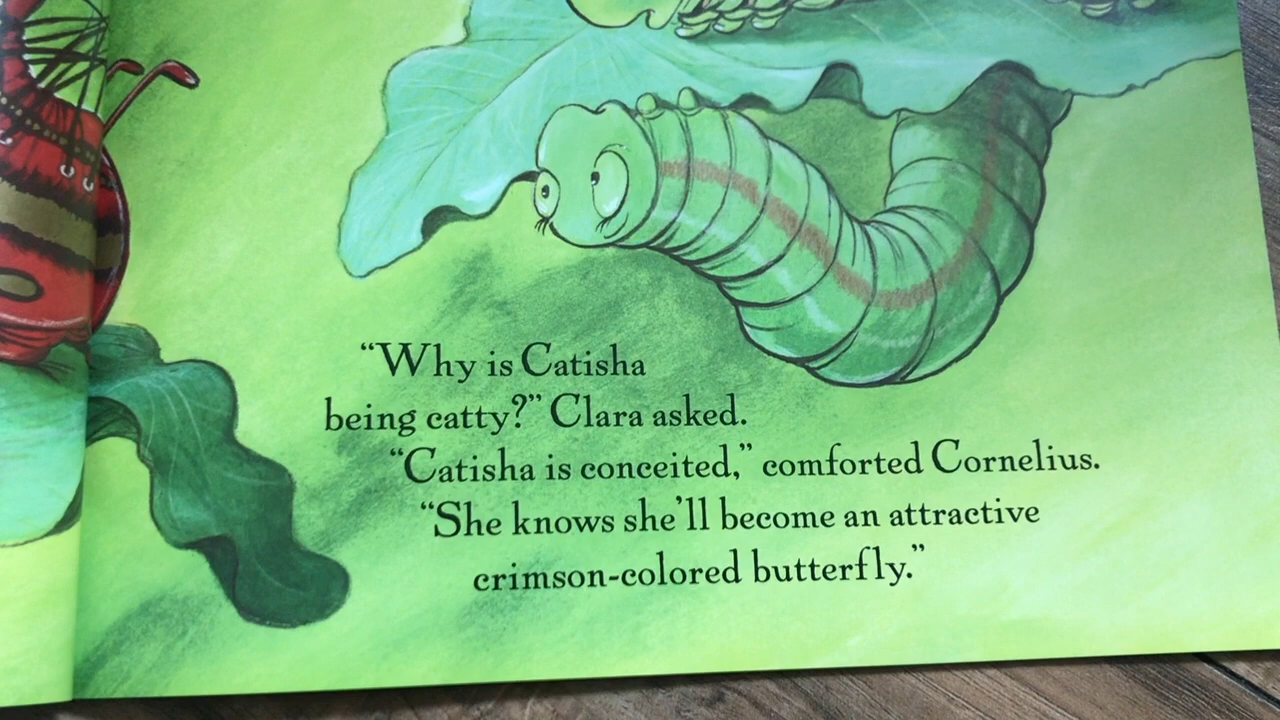 “Why is Catisha
being catty?” Clara asked.
“Catisha is conceited,” comforted Cornelius.
“She knows she’ll become an attractive
crimson-colored butterfly.”